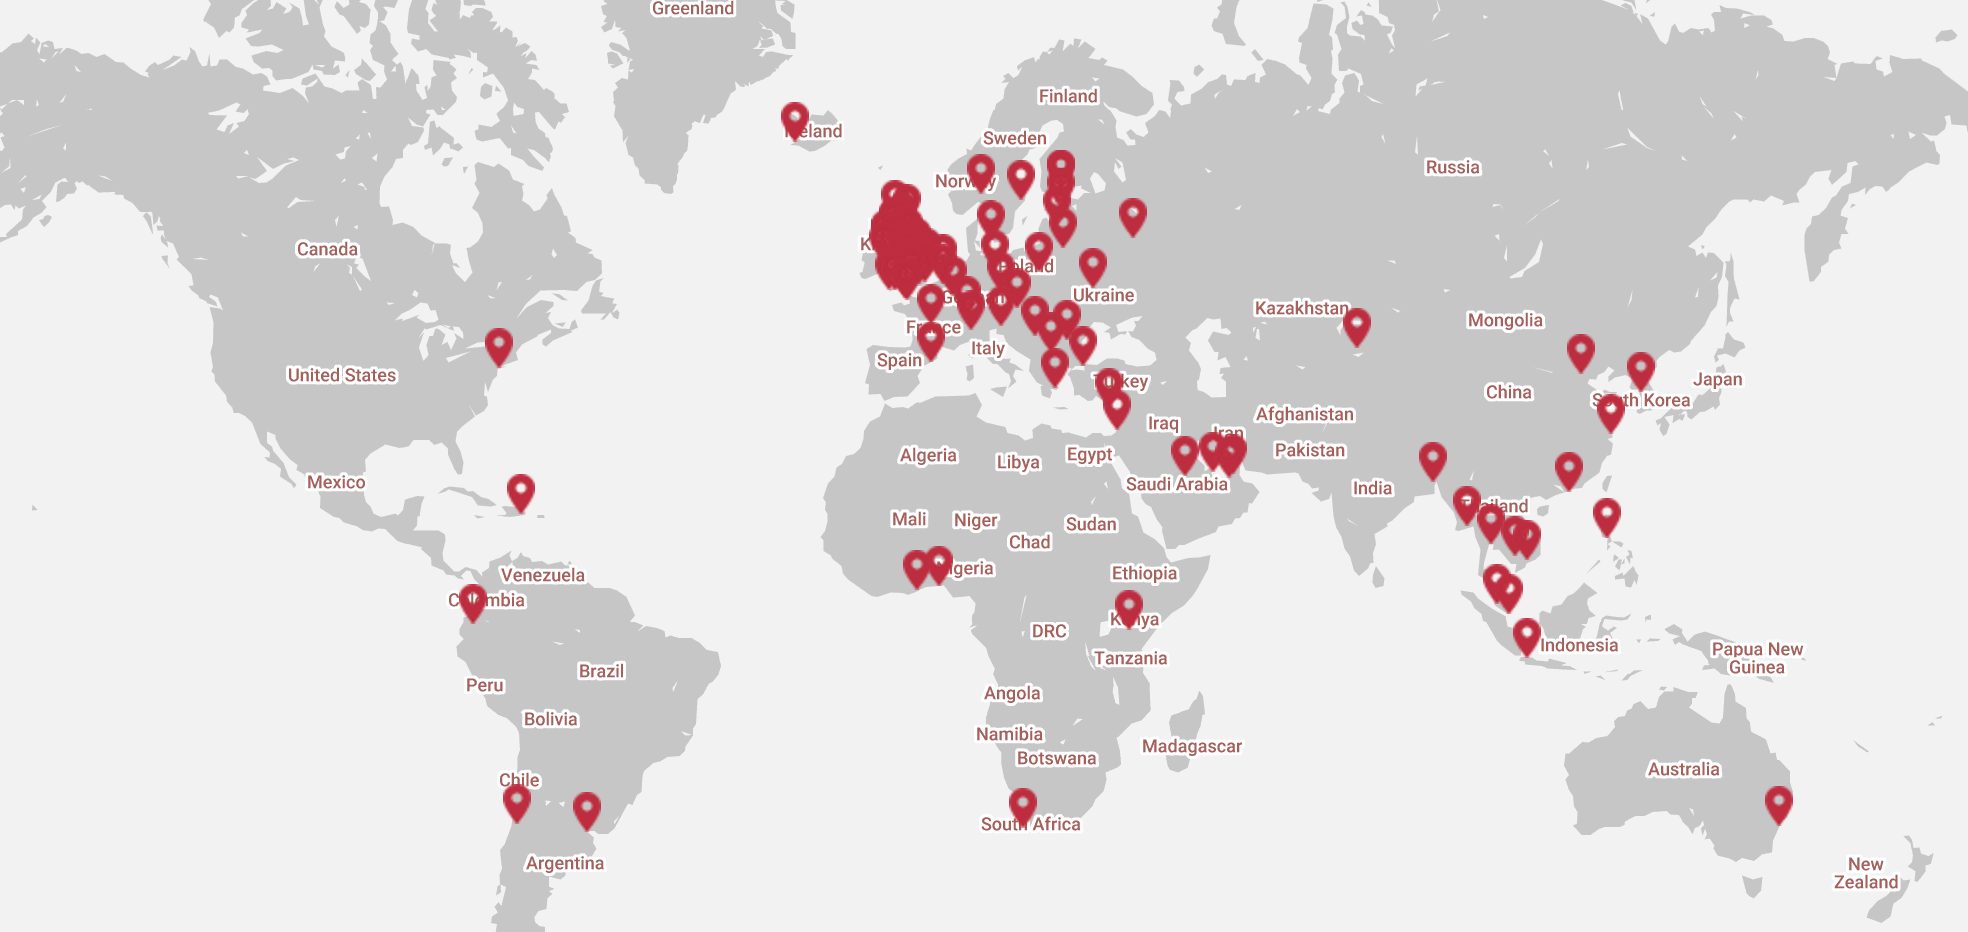 Greenland
Finland
Iceland
Sweden
Norway
Russia
Canada
Poland
Germany
Ukraine
Kazakhstan
Mongolia
France
Italy
Spain
United States
Turkey
Japan
China
South Korea
Afghanistan
Iraq
Iran
Pakistan
Algeria
Libya
Egypt
Saudi Arabia
India
Mexico
Thailand
Mali
Niger
Sudan
Chad
Nigeria
Ethiopia
Venezuela
Colombia
Kenya
DRC
Tanzania
Indonesia
Papua New
Guinea
Brazil
Peru
Angola
Bolivia
Namibia
Botswana
Madagascar
Australia
Chile
South Africa
Argentina
New
Zealand